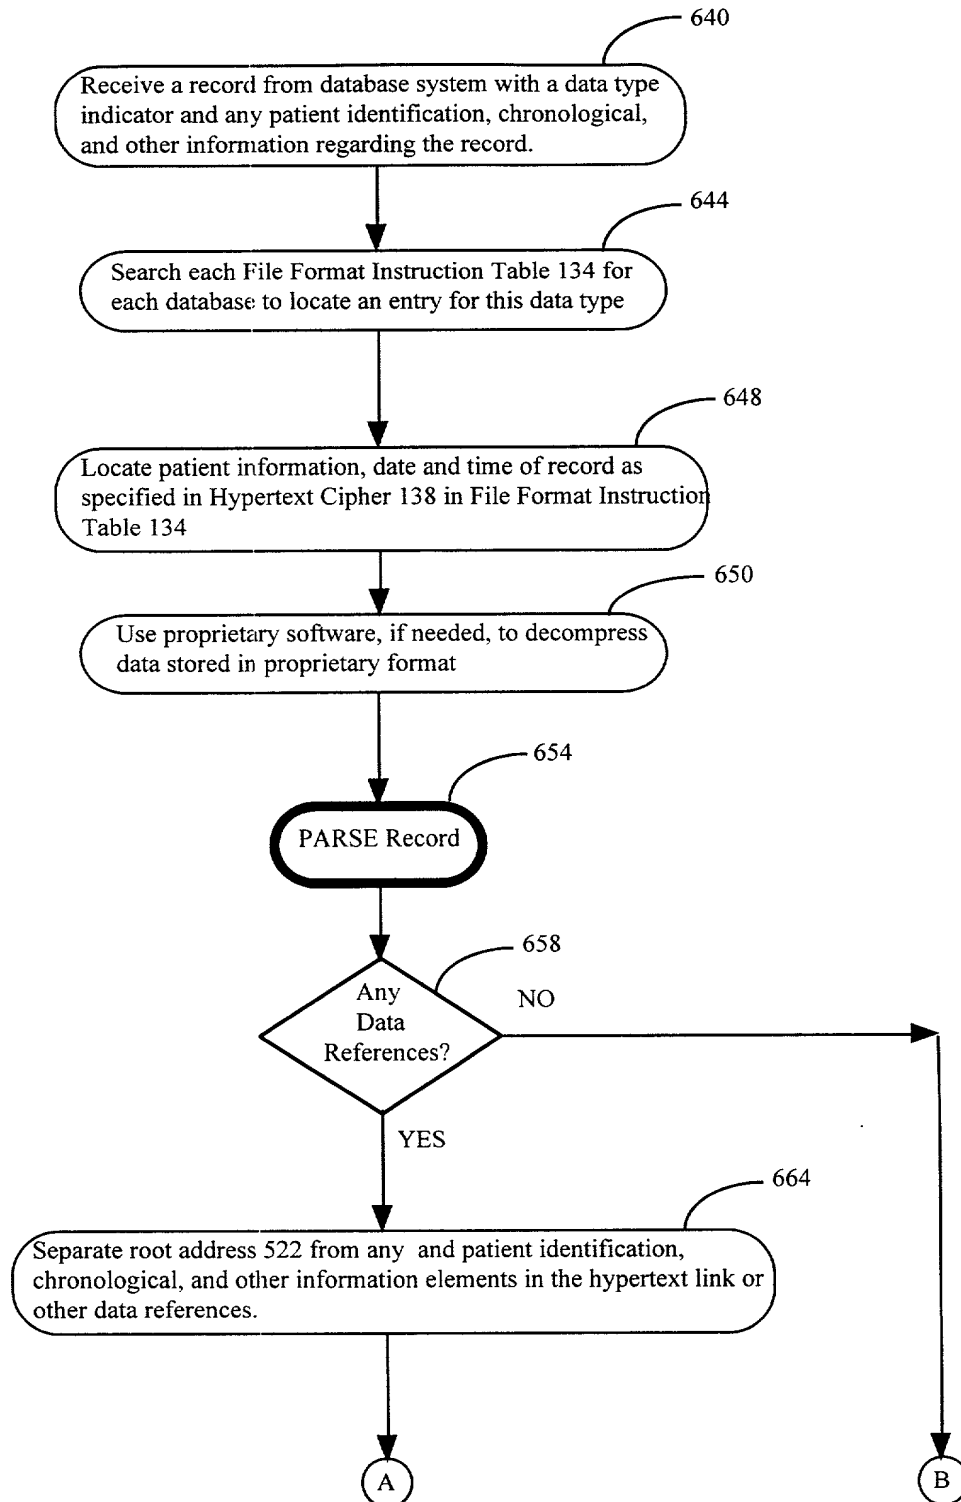 640
Receive a record from database system with a data type
indicator and any patient identification, chronological,
and other information regarding the record.
644
Search each File Format Instruction Table 134 for
each database to locate an entry for this data type
648
Locate patient information, date and time of record as
specified in Hypertext Cipher 138 in File Format Instruction
Table 134
650
Use proprietary software, if needed, to decompress
data stored in proprietary format
654
PARSE Record
658
Any
Data
References?
NO
YES
664
Separate root address 522 from any and patient identification,
chronological, and other information elements in the hypertext link or
other data references.
A
B